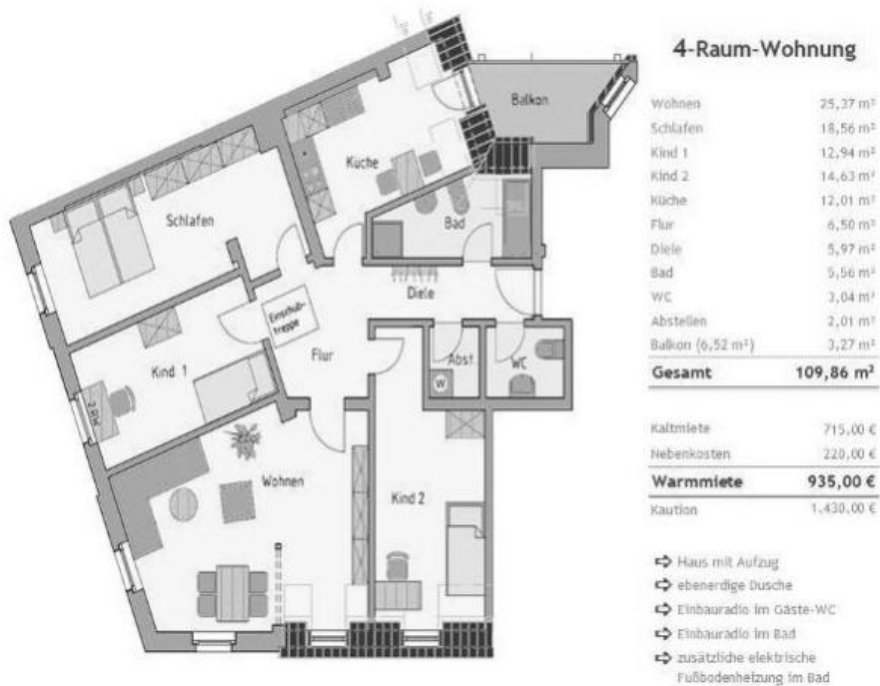 4-Raum-Wohnung
Wohnen 25,37 m²
Schlafen 18,56 m²
Kind 1 12,94 m²
Kind 2 14,63 m²
Küche 12,01 m²
Flur 6,50 m²
Diele 5,97 m²
Bad 5,56 m²
WC 3,04 m²
Abstellen 2,01 m²
Balkon (6,52 m²) 3,27 m²
Gesamt 109,86 m²
Kaltmiete 715,00 €
Nebenkosten 220,00 €
Warmmiete 935,00 €
Kaution 1.430,00 €
⇨ Haus mit Aufzug
⇨ ebenerdige Dusche
⇨ Einbauradio im Gäste-WC
⇨ Einbauradio im Bad
⇨ zusätzliche elektrische
Fußbodenheizung im Bad
Balkon
Küche
Schlafen
Bad
Diele
Einschub-
treppe
Flur
Kind 1
Abst.
WC
W
Wohnen
Kind 2